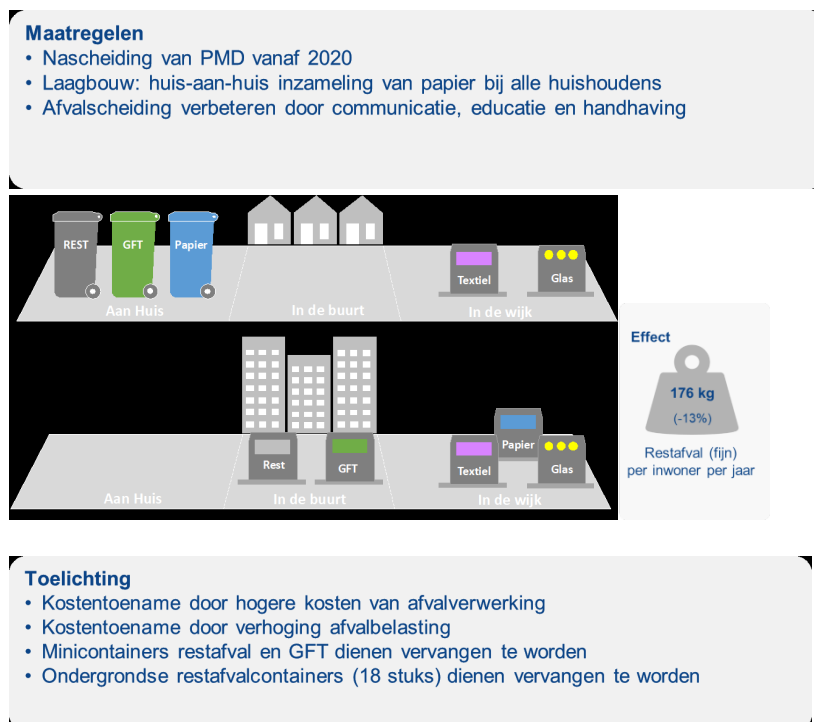 Maatregelen
• Nascheiding van PMD vanaf 2020
• Laagbouw: huis-aan-huis inzameling van papier bij alle huishoudens
• Afvalscheiding verbeteren door communicatie, educatie en handhaving
REST
GFT
Papier
Textiel
Glas
Aan Huis
In de buurt
In de wijk
Effect
176 kg
(-13%)
Restafval (fijn)
per inwoner per jaar
Rest
GFT
Papier
Textiel
Glas
Aan Huis
In de buurt
In de wijk
Toelichting
• Kostentoename door hogere kosten van afvalverwerking
• Kostentoename door verhoging afvalbelasting
• Minicontainers restafval en GFT dienen vervangen te worden
• Ondergrondse restafvalcontainers (18 stuks) dienen vervangen te worden